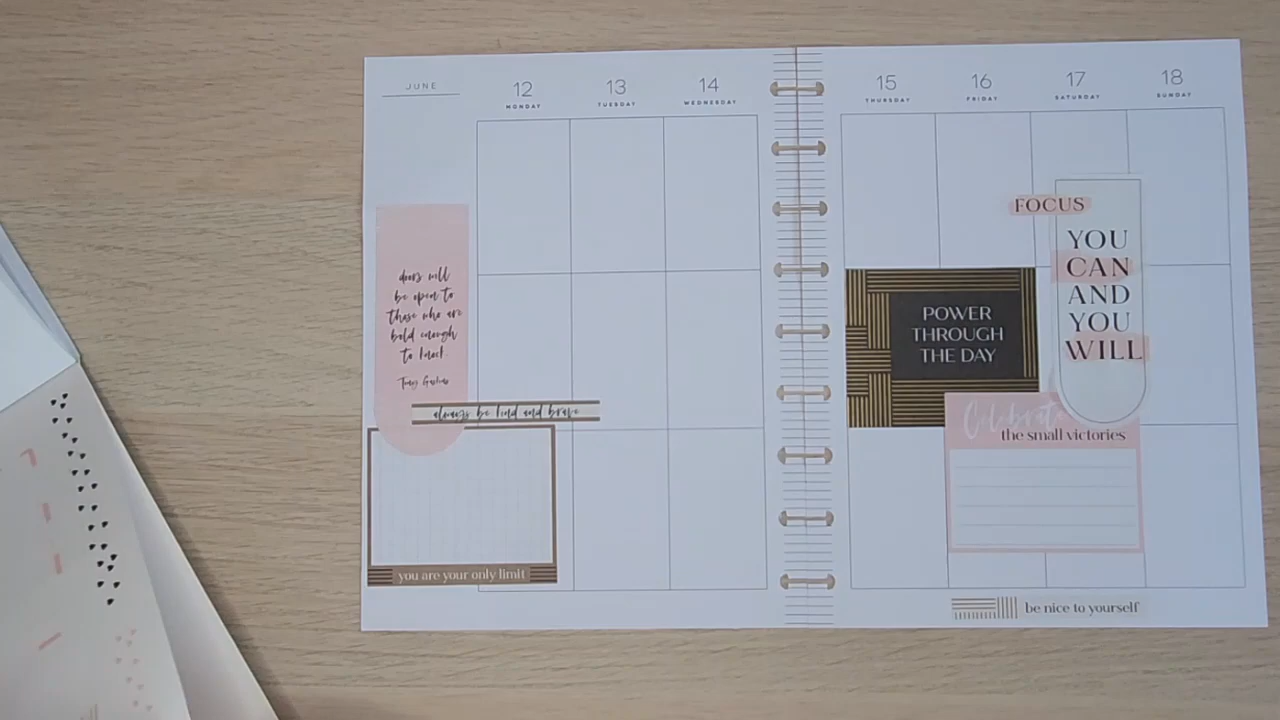 JUNE
12
MONDAY
13
TUESDAY
14
WEDNESDAY
15
THURSDAY
16
FRIDAY
17
SATURDAY
18
SUNDAY
doors will
be open to
those who are
bold enough
to knock.
Tony Gaskins
always be kind and brave
you are your only limit
POWER
THROUGH
THE DAY
FOCUS
YOU
CAN
AND
YOU
WILL
Celebrate
the small victories
be nice to yourself